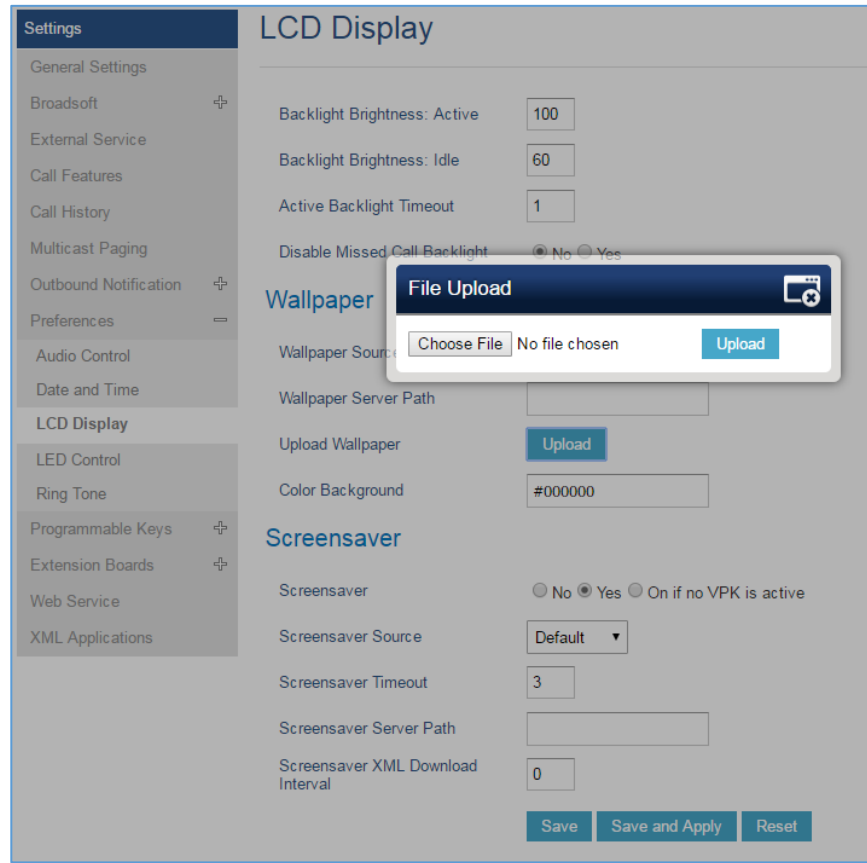 Settings
General Settings
Broadsoft
External Service
Call Features
Call History
Multicast Paging
Outbound Notification
Preferences
Audio Control
Date and Time
LCD Display
LED Control
Ring Tone
Programmable Keys
Extension Boards
Web Service
XML Applications
LCD Display
Backlight Brightness: Active 100
Backlight Brightness: Idle 60
Active Backlight Timeout 1
Disable Missed Call Backlight No Yes
File Upload
Choose File No file chosen Upload
Wallpaper
Wallpaper Sourc
Wallpaper Server Path
Upload Wallpaper Upload
Color Background #000000
Screensaver
Screensaver No Yes On if no VPK is active
Screensaver Source Default
Screensaver Timeout 3
Screensaver Server Path
Screensaver XML Download
Interval 0
Save Save and Apply Reset